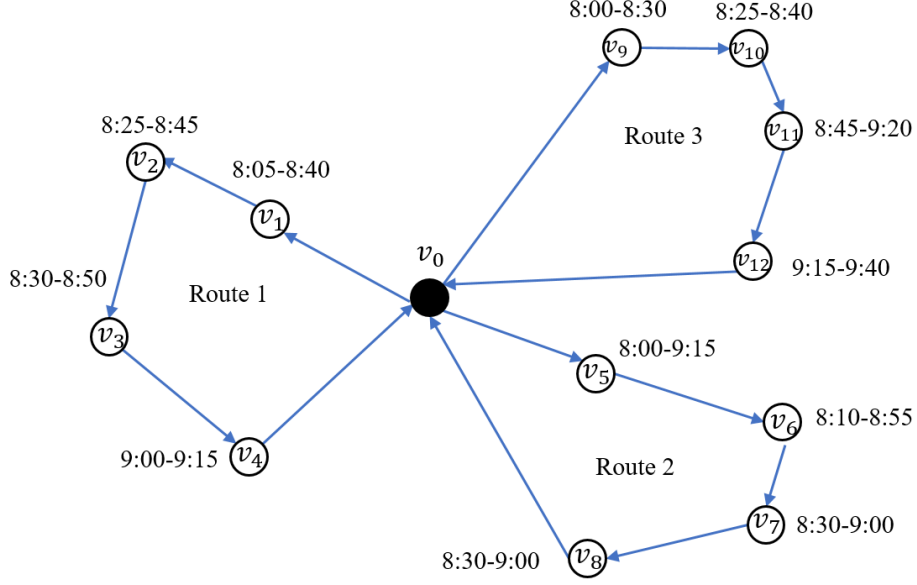 8:00-8:30
8:25-8:40
v₉
v₁₀
Route 3
v₁₁
8:45-9:20
v₁₂
9:15-9:40
8:25-8:45
v₂
8:05-8:40
v₁
v₀
8:30-8:50
Route 1
v₃
9:00-9:15
v₄
8:00-9:15
v₅
v₆
8:10-8:55
Route 2
v₇
8:30-9:00
8:30-9:00
v₈